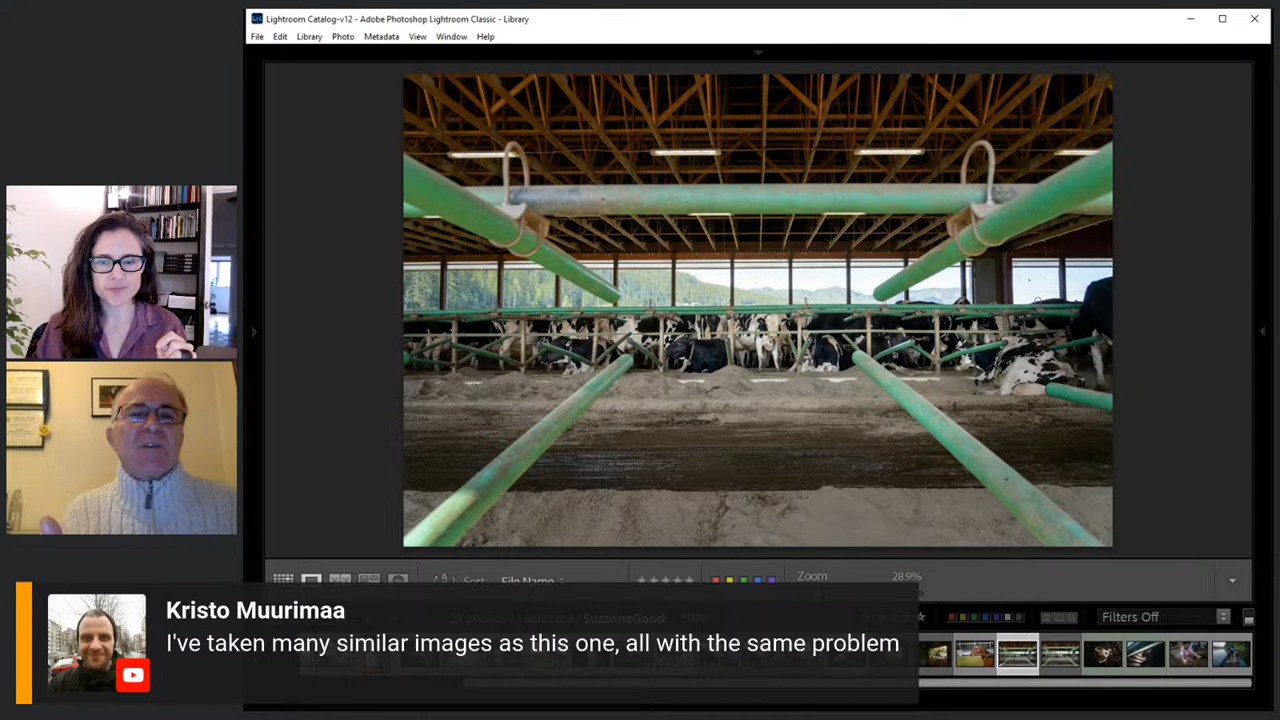 Lightroom Catalog-v12 - Adobe Photoshop Lightroom Classic - Library
File Edit Library Photo Metadata View Window Help
Sort: File Name
Zoom 28.9%
Filters Off
Kristo Muurimaa
I've taken many similar images as this one, all with the same problem